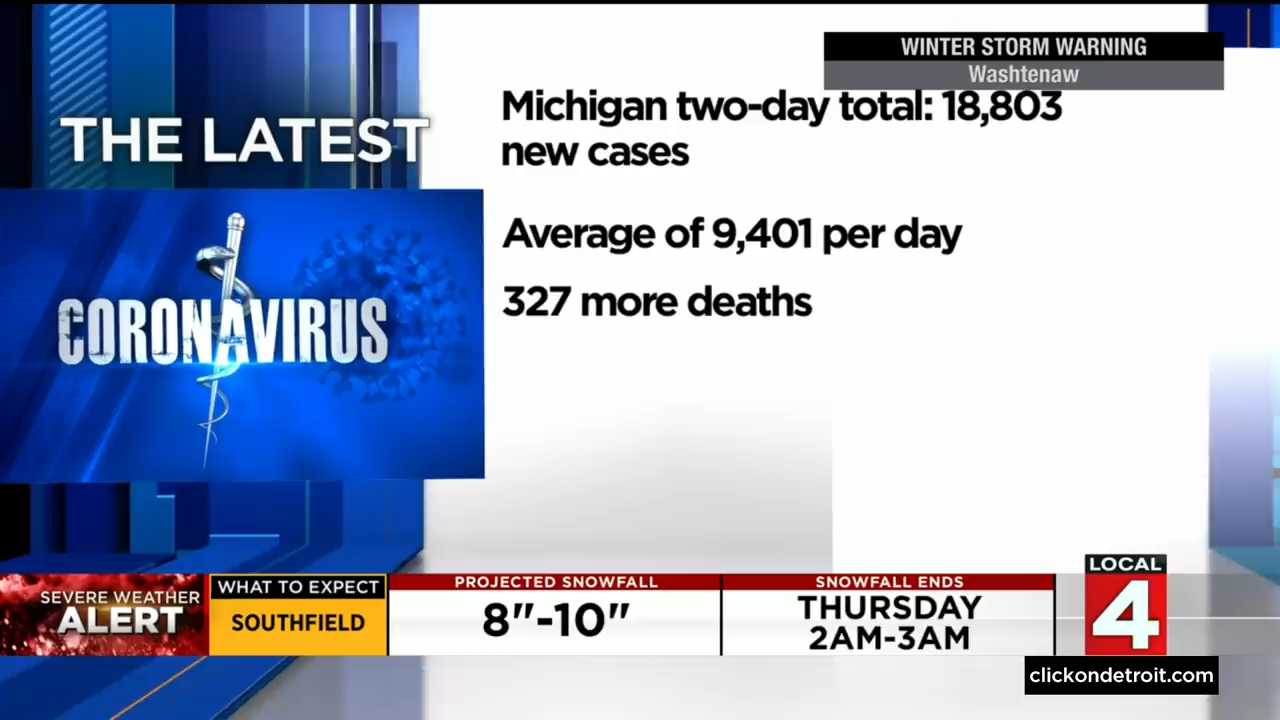 WINTER STORM WARNING
Washtenaw
THE LATEST
Michigan two-day total: 18,803
new cases
Average of 9,401 per day
327 more deaths
CORONAVIRUS
SEVERE WEATHER
ALERT
WHAT TO EXPECT
SOUTHFIELD
PROJECTED SNOWFALL
8"-10"
SNOWFALL ENDS
THURSDAY
2AM-3AM
LOCAL
4
clickondetroit.com